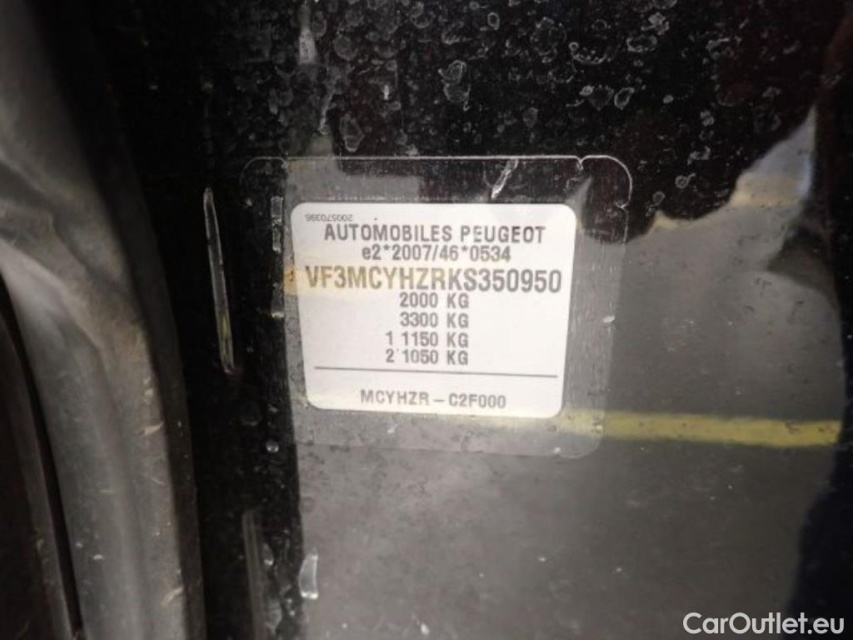 200570396
AUTOMOBILES PEUGEOT
e2*2007/46*0534
VF3MCYHZRKS350950
2000 KG
3300 KG
1 1150 KG
2 1050 KG
MCYHZR - C2F000
CarOutlet.eu